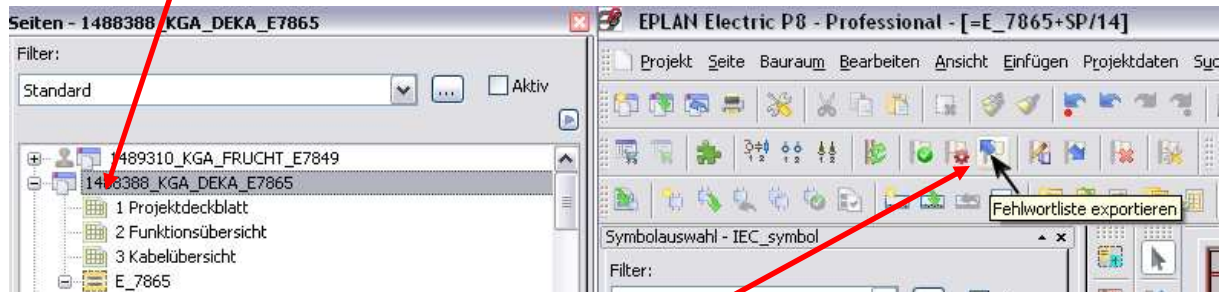 Seiten - 1488388_KGA_DEKA_E7865
Filter:
Standard
...
Aktiv
1489310_KGA_FRUCHT_E7849
1488388_KGA_DEKA_E7865
1 Projektdeckblatt
2 Funktionsübersicht
3 Kabelübersicht
E_7865
EPLAN Electric P8 - Professional - [=E_7865+SP/14]
Projekt Seite Bauraum Bearbeiten Ansicht Einfügen Projektdaten Suc
Fehlwortliste exportieren
Symbolauswahl - IEC_symbol
Filter: